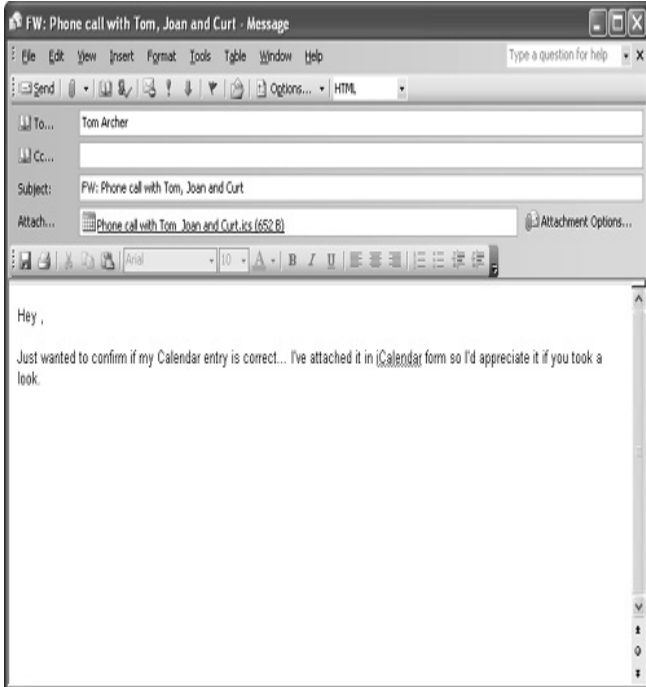 FW: Phone call with Tom, Joan and Curt - Message
File Edit View Insert Format Tools Table Window Help Type a question for help
Send Options... HTML
To... Tom Archer
Cc...
Subject: FW: Phone call with Tom, Joan and Curt
Attach... Phone call with Tom Joan and Curt.ics (652 B) Attachment Options...
Arial 10 A B I U
Hey ,
Just wanted to confirm if my Calendar entry is correct... I've attached it in iCalendar form so I'd appreciate it if you took a
look.